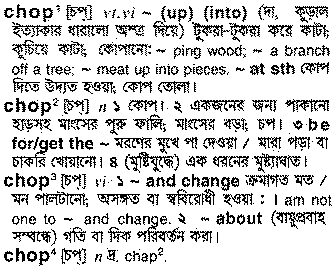 chop¹ [চপ্] vt.vi ~ (up) (into) (দা, কুড়াল
ইত্যাকার ধারালো অস্ত্র দিয়ে) টুকরা-টুকরা করে কাটা;
কুচিয়ে কাটা; কোপানো: ~ ping wood; ~ a branch
off a tree; ~ meat up into pieces. ~ at sth কোপ
দিতে উদ্যত হওয়া; কোপ তোলা।
chop² [চপ্] n ১ কোপ। ২ একজনের জন্য পাকানো
হাড়সহ মাংসের পুরু ফালি; মাংসের বড়া; চপ। ৩ be
for/get the ~ মরণের মুখে পা দেওয়া / মারা পড়া বা
চাকরি খোয়ানো। ৪ (মুষ্টিযুদ্ধে) এক ধরনের মুষ্ট্যাঘাত।
chop³ [চপ্] vi ১ ~ and change ক্রমাগত মত /
মন পালটানো; অসঙ্গত বা স্ববিরোধী হওয়া : I am not
one to ~ and change. ২ ~ about (বায়ুপ্রবাহ
সম্বন্ধে) গতি বা দিক পরিবর্তন করা।
chop⁴ [চপ্] n দ্র. chap².